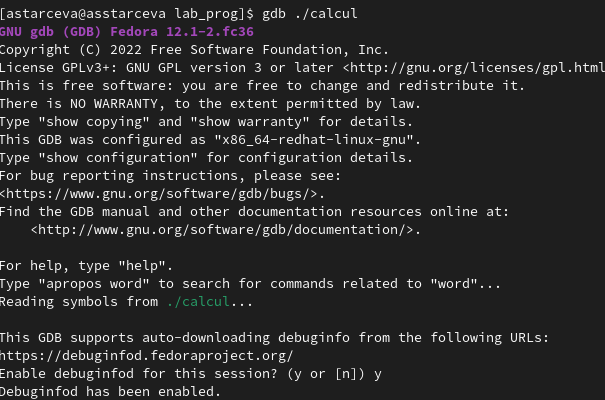 [astarceva@asstarceva lab_prog]$ gdb ./calcul
GNU gdb (GDB) Fedora 12.1-2.fc36
Copyright (C) 2022 Free Software Foundation, Inc.
License GPLv3+: GNU GPL version 3 or later <http://gnu.org/licenses/gpl.html
This is free software: you are free to change and redistribute it.
There is NO WARRANTY, to the extent permitted by law.
Type "show copying" and "show warranty" for details.
This GDB was configured as "x86_64-redhat-linux-gnu".
Type "show configuration" for configuration details.
For bug reporting instructions, please see:
<https://www.gnu.org/software/gdb/bugs/>.
Find the GDB manual and other documentation resources online at:
    <http://www.gnu.org/software/gdb/documentation/>.

For help, type "help".
Type "apropos word" to search for commands related to "word"...
Reading symbols from ./calcul...

This GDB supports auto-downloading debuginfo from the following URLs:
https://debuginfod.fedoraproject.org/
Enable debuginfod for this session? (y or [n]) y
Debuginfod has been enabled.